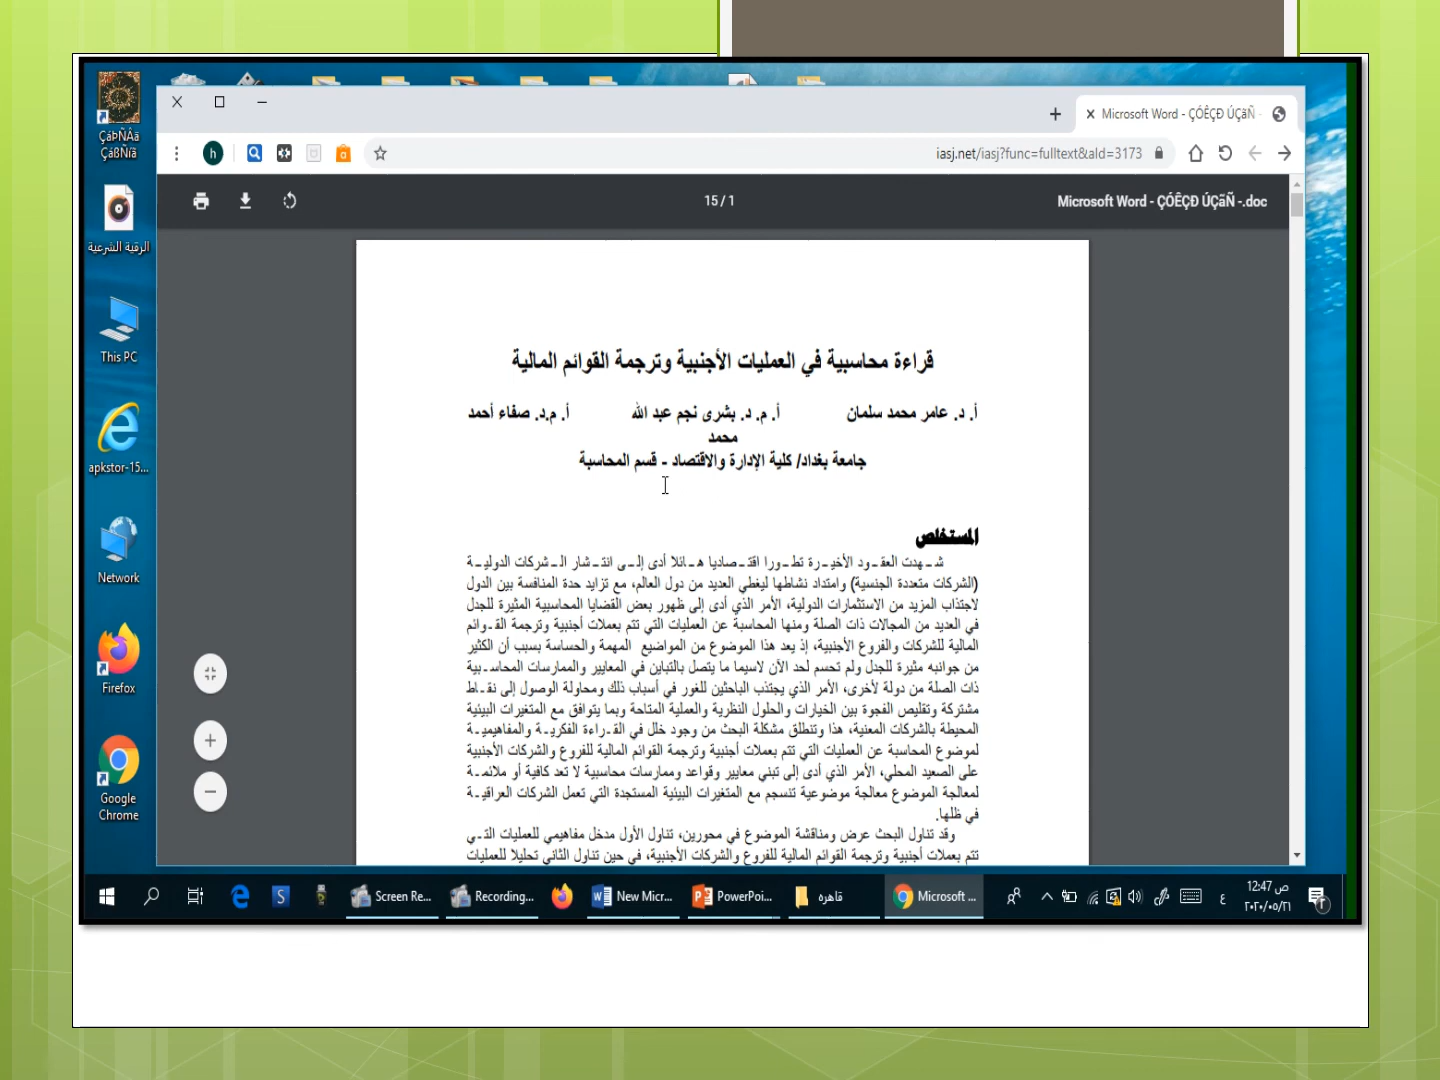 ÇáÞÑÂä
ÇáßÑíã
الرقية الشرعية
This PC
apkstor-15...
Network
Firefox
Google
Chrome
Microsoft Word - ÇÓÊÇÐ ÚÇãÑ
iasj.net/iasj?func=fulltext&aId=3173
h
15 / 1
Microsoft Word - ÇÓÊÇÐ ÚÇãÑ -.doc
قراءة محاسبية في العمليات الأجنبية وترجمة القوائم المالية
أ. د. عامر محمد سلمان أ. م. د. بشرى نجم عبد الله أ. م.د. صفاء أحمد
محمد
جامعة بغداد/ كلية الإدارة والاقتصاد - قسم المحاسبة
المستخلص
شهدت العقود الأخيرة تطورا اقتصاديا هائلا أدى إلى انتشار الشركات الدولية
(الشركات متعددة الجنسية) وامتداد نشاطها ليغطي العديد من دول العالم، مع تزايد حدة المنافسة بين الدول
لاجتذاب المزيد من الاستثمارات الدولية، الأمر الذي أدى إلى ظهور بعض القضايا المحاسبية المثيرة للجدل
في العديد من المجالات ذات الصلة ومنها المحاسبة عن العمليات التي تتم بعملات أجنبية وترجمة القوائم
المالية للشركات والفروع الأجنبية، إذ يعد هذا الموضوع من المواضيع المهمة والحساسة بسبب أن الكثير
من جوانبه مثيرة للجدل ولم تحسم لحد الآن لاسيما ما يتصل بالتباين في المعايير والممارسات المحاسبية
ذات الصلة من دولة لأخرى، الأمر الذي يجتذب الباحثين للغور في أسباب ذلك ومحاولة الوصول إلى نقاط
مشتركة وتقليص الفجوة بين الخيارات والحلول النظرية والعملية المتاحة وبما يتوافق مع المتغيرات البيئية
المحيطة بالشركات المعنية، هذا وتنطلق مشكلة البحث من وجود خلل في القراءة الفكرية والمفاهيمية
لموضوع المحاسبة عن العمليات التي تتم بعملات أجنبية وترجمة القوائم المالية للفروع والشركات الأجنبية
على الصعيد المحلي، الأمر الذي أدى إلى تبني معايير وقواعد وممارسات محاسبية لا تعد كافية أو ملائمة
لمعالجة الموضوع معالجة موضوعية تنسجم مع المتغيرات البيئية المستجدة التي تعمل الشركات العراقية
في ظلها.
وقد تناول البحث عرض ومناقشة الموضوع في محورين، تناول الأول مدخل مفاهيمي للعمليات التي
تتم بعملات أجنبية وترجمة القوائم المالية للفروع والشركات الأجنبية، في حين تناول الثاني تحليلا للعمليات
Screen Re...
Recording...
New Micr...
PowerPoi...
قاهره
Microsoft ...
ع
12:47 ص
٢٠٢٠/٠٥/٢١